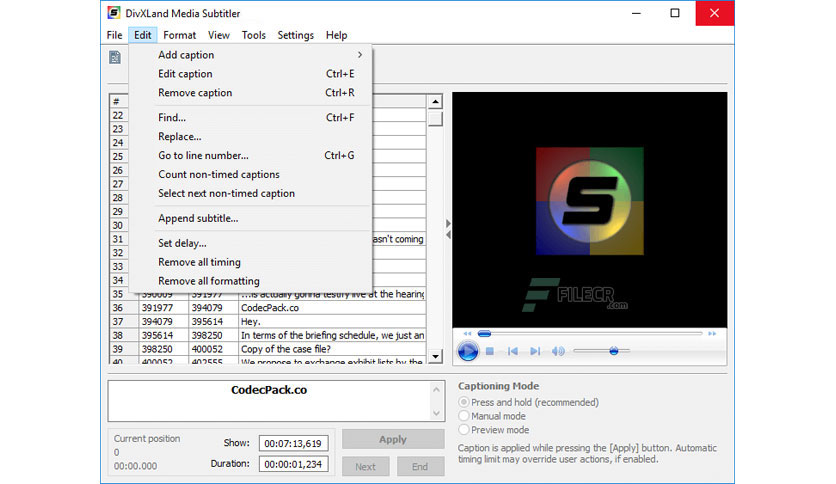 DivXLand Media Subtitler
File Edit Format View Tools Settings Help
Add caption
Edit caption Ctrl+E
Remove caption Ctrl+R
Find... Ctrl+F
Replace...
Go to line number... Ctrl+G
Count non-timed captions
Select next non-timed caption
Append subtitle...
Set delay...
Remove all timing
Remove all formatting
#
22
23
24
25
26
27
28
29
30
31 asn't coming
32
33
34
35 390009 391977 ...is actually gonna testify live at the hearing
36 391977 394079 CodecPack.co
37 394079 395614 Hey.
38 395614 398250 In terms of the briefing schedule, we just an
39 398250 400052 Copy of the case file?
40 400052 402555 We propose to exchange exhibit lists by the
S
FILECR
.com
CodecPack.co
Current position
0
00:00.000
Show: 00:07:13,619
Duration: 00:00:01,234
Apply
Next End
Captioning Mode
Press and hold (recommended)
Manual mode
Preview mode
Caption is applied while pressing the [Apply] button. Automatic
timing limit may override user actions, if enabled.